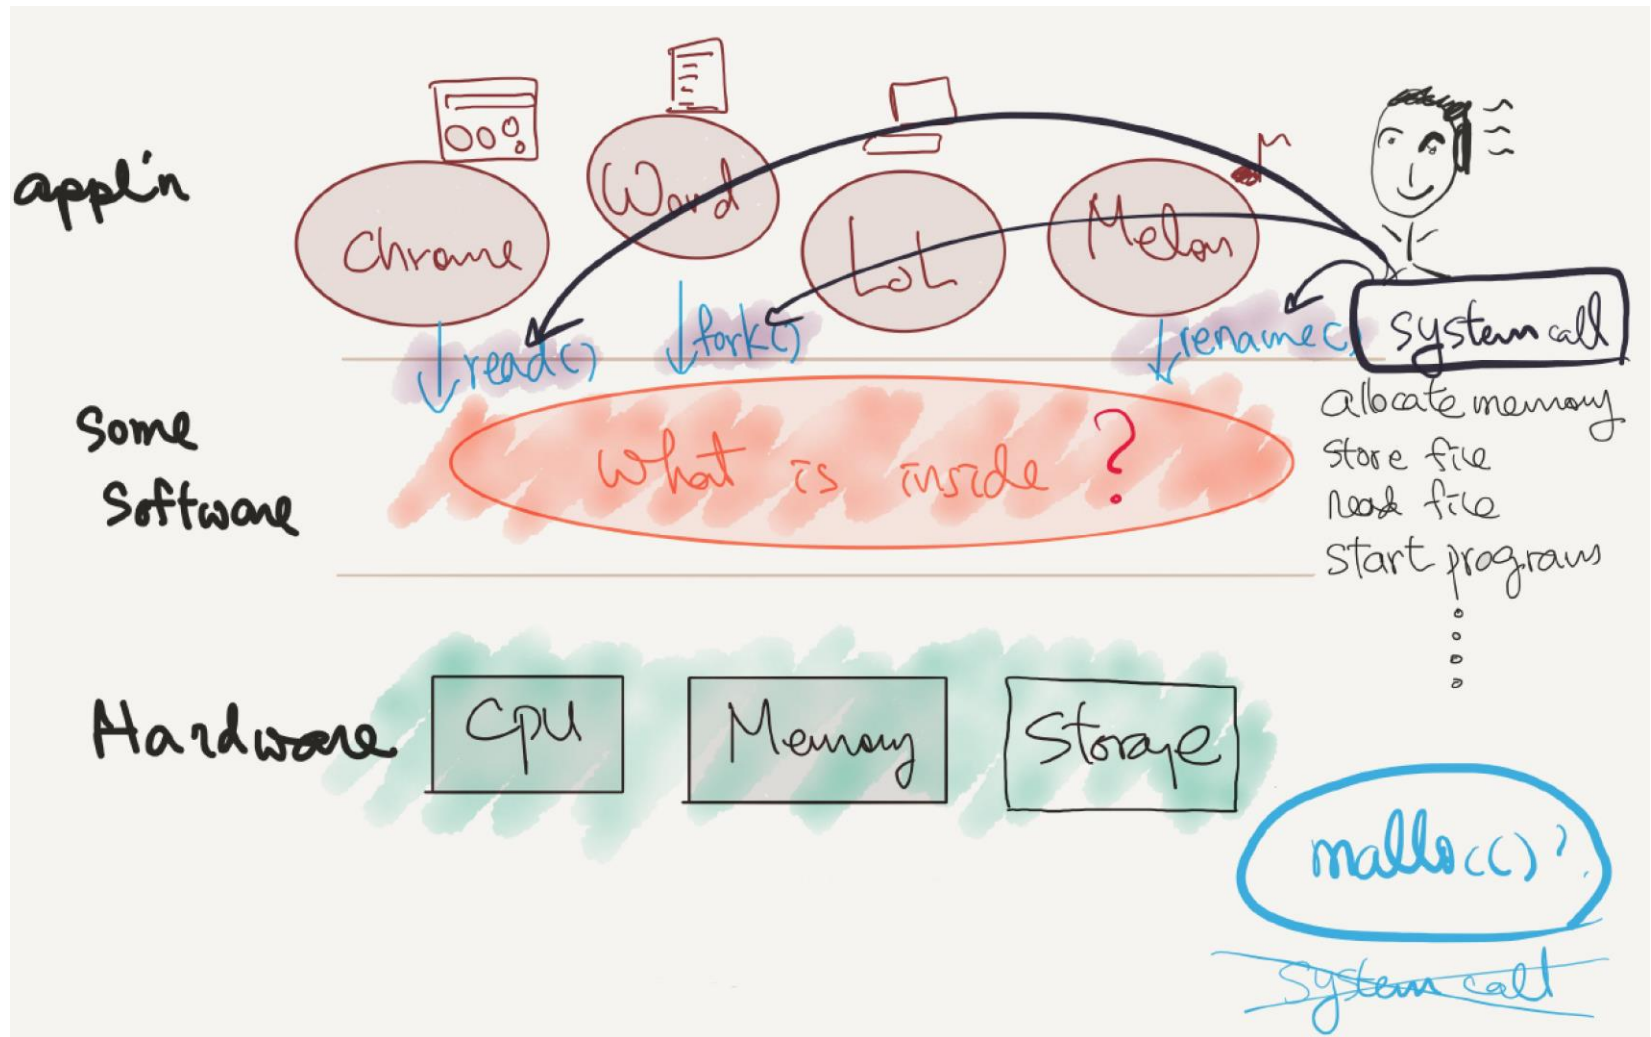 appl'n
Chrome
Word
LoL
Melon
read()
fork()
rename()
system call
Some
Software
What is inside ?
allocate memory
store file
read file
start programs
Hardware
CPU
Memory
Storage
malloc()?
system call